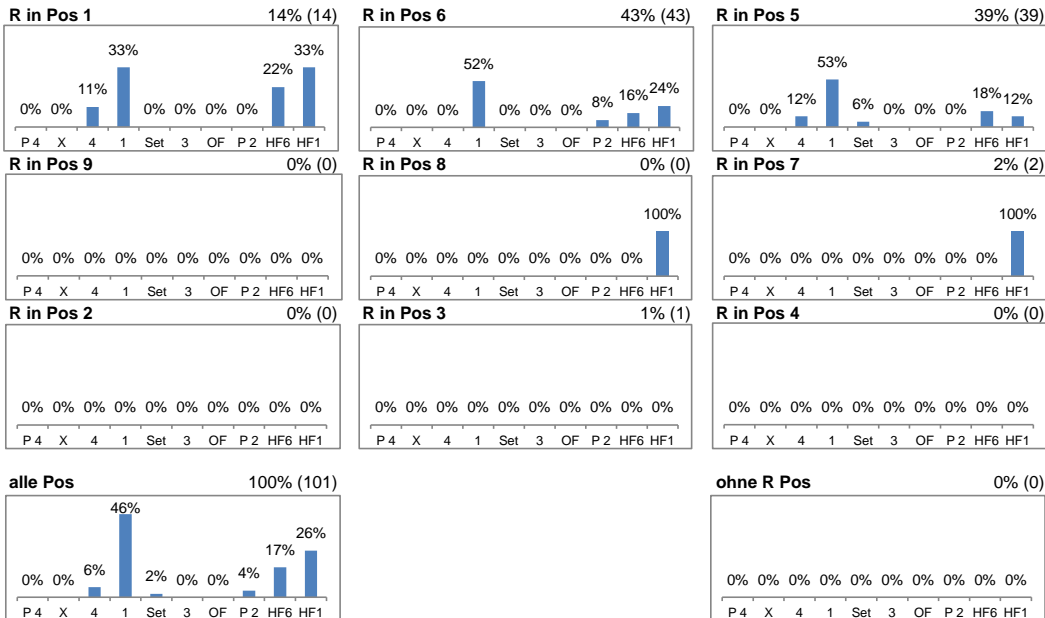 R in Pos 1 14% (14)
33% 33%
22%
11%
0% 0% 0% 0% 0% 0%
P 4 X 4 1 Set 3 OF P 2 HF6 HF1
R in Pos 6 43% (43)
52%
24%
16%
8%
0% 0% 0% 0% 0% 0%
P 4 X 4 1 Set 3 OF P 2 HF6 HF1
R in Pos 5 39% (39)
53%
18%
12% 12%
6%
0% 0% 0% 0% 0%
P 4 X 4 1 Set 3 OF P 2 HF6 HF1
R in Pos 9 0% (0)
0% 0% 0% 0% 0% 0% 0% 0% 0% 0%
P 4 X 4 1 Set 3 OF P 2 HF6 HF1
R in Pos 8 0% (0)
100%
0% 0% 0% 0% 0% 0% 0% 0% 0%
P 4 X 4 1 Set 3 OF P 2 HF6 HF1
R in Pos 7 2% (2)
100%
0% 0% 0% 0% 0% 0% 0% 0% 0%
P 4 X 4 1 Set 3 OF P 2 HF6 HF1
R in Pos 2 0% (0)
0% 0% 0% 0% 0% 0% 0% 0% 0% 0%
P 4 X 4 1 Set 3 OF P 2 HF6 HF1
R in Pos 3 1% (1)
0% 0% 0% 0% 0% 0% 0% 0% 0% 0%
P 4 X 4 1 Set 3 OF P 2 HF6 HF1
R in Pos 4 0% (0)
0% 0% 0% 0% 0% 0% 0% 0% 0% 0%
P 4 X 4 1 Set 3 OF P 2 HF6 HF1
alle Pos 100% (101)
46%
26%
17%
6% 4%
2%
0% 0% 0% 0%
P 4 X 4 1 Set 3 OF P 2 HF6 HF1
ohne R Pos 0% (0)
0% 0% 0% 0% 0% 0% 0% 0% 0% 0%
P 4 X 4 1 Set 3 OF P 2 HF6 HF1